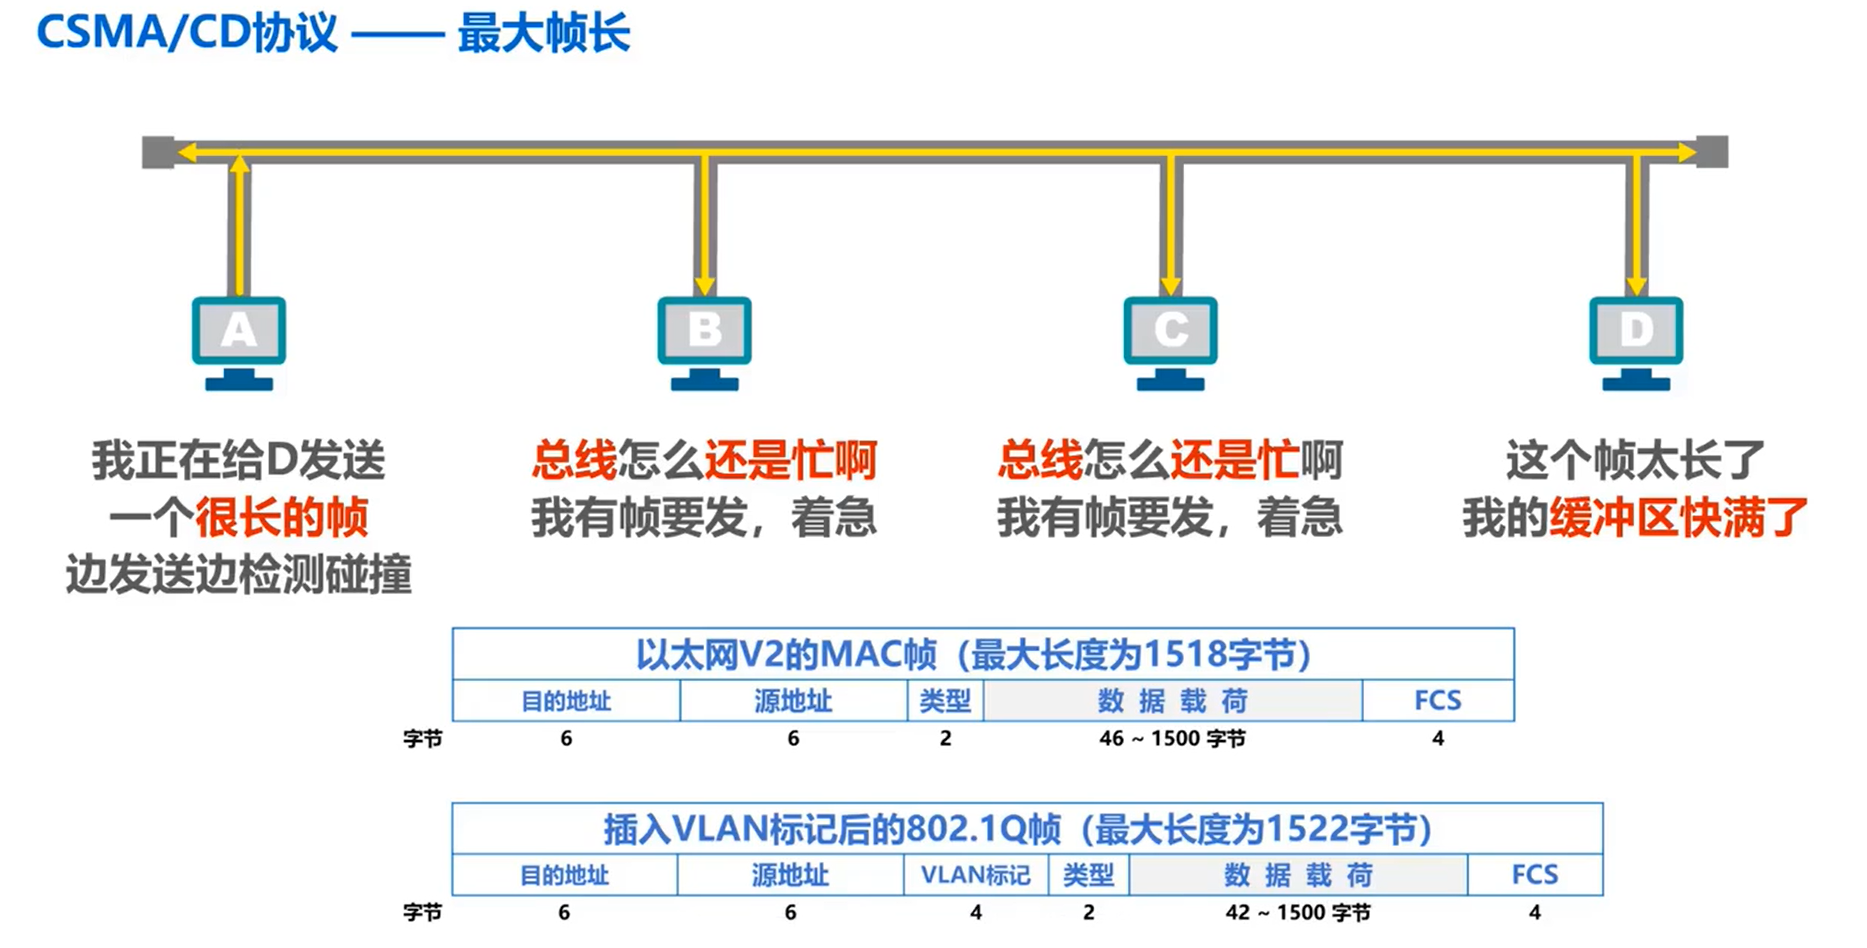 CSMA/CD协议 —— 最大帧长
A
B
C
D
我正在给D发送
一个很长的帧
边发送边检测碰撞
总线怎么还是忙啊
我有帧要发，着急
总线怎么还是忙啊
我有帧要发，着急
这个帧太长了
我的缓冲区快满了
以太网V2的MAC帧（最大长度为1518字节）
目的地址 源地址 类型 数据载荷 FCS
字节 6 6 2 46 ~ 1500 字节 4
插入VLAN标记后的802.1Q帧（最大长度为1522字节）
目的地址 源地址 VLAN标记 类型 数据载荷 FCS
字节 6 6 4 2 42 ~ 1500 字节 4